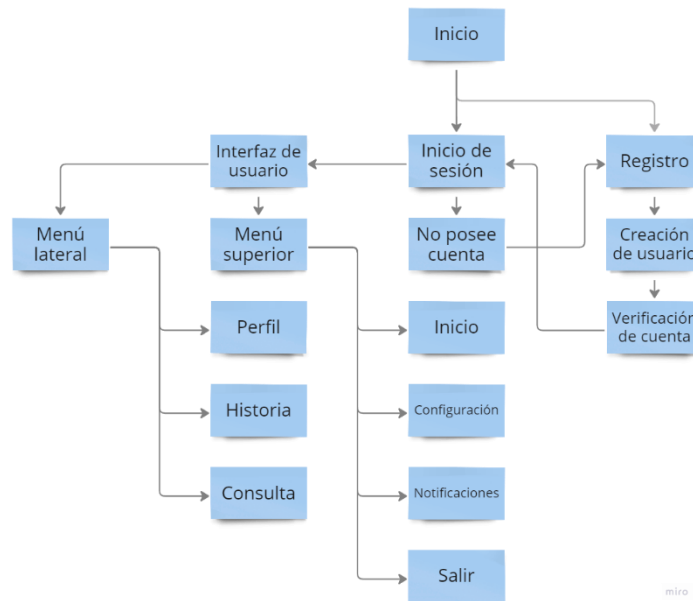 Inicio
Interfaz de
usuario
Inicio de
sesión
Registro
Menú
lateral
Menú
superior
No posee
cuenta
Creación
de usuario
Perfil
Inicio
Verificación
de cuenta
Historia
Configuración
Consulta
Notificaciones
Salir
miro